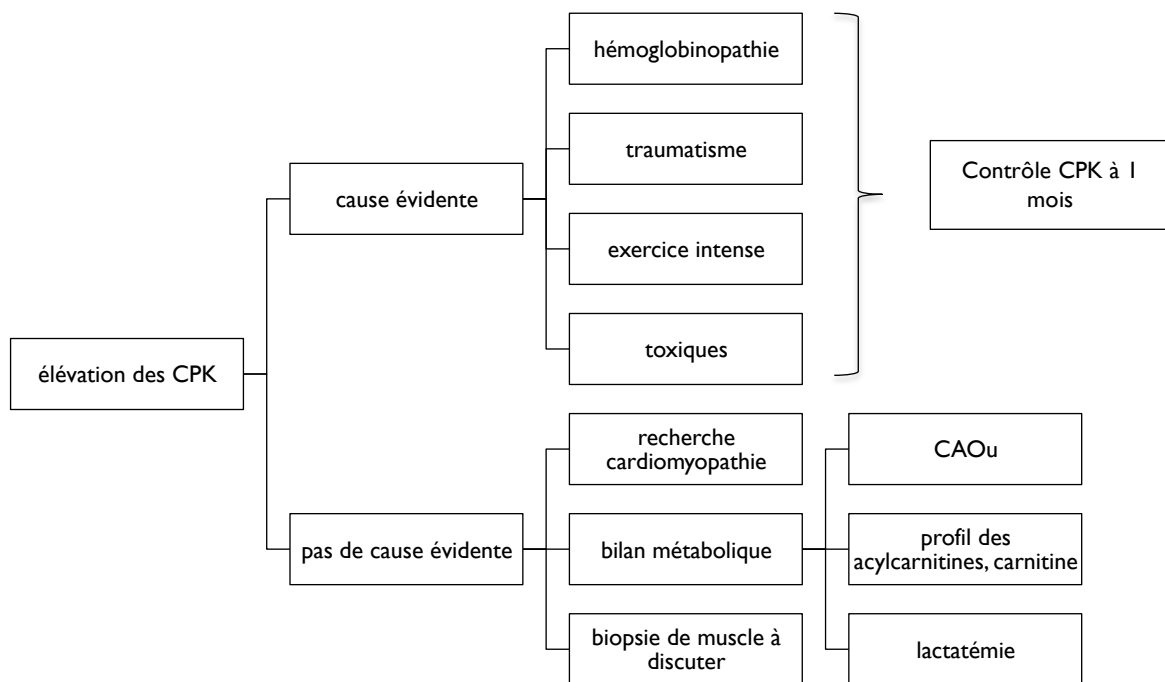 hémoglobinopathie
traumatisme
cause évidente
exercice intense
toxiques
Contrôle CPK à 1
mois
élévation des CPK
recherche
cardiomyopathie
CAOu
pas de cause évidente
bilan métabolique
profil des
acylcarnitines, carnitine
biopsie de muscle à
discuter
lactatémie